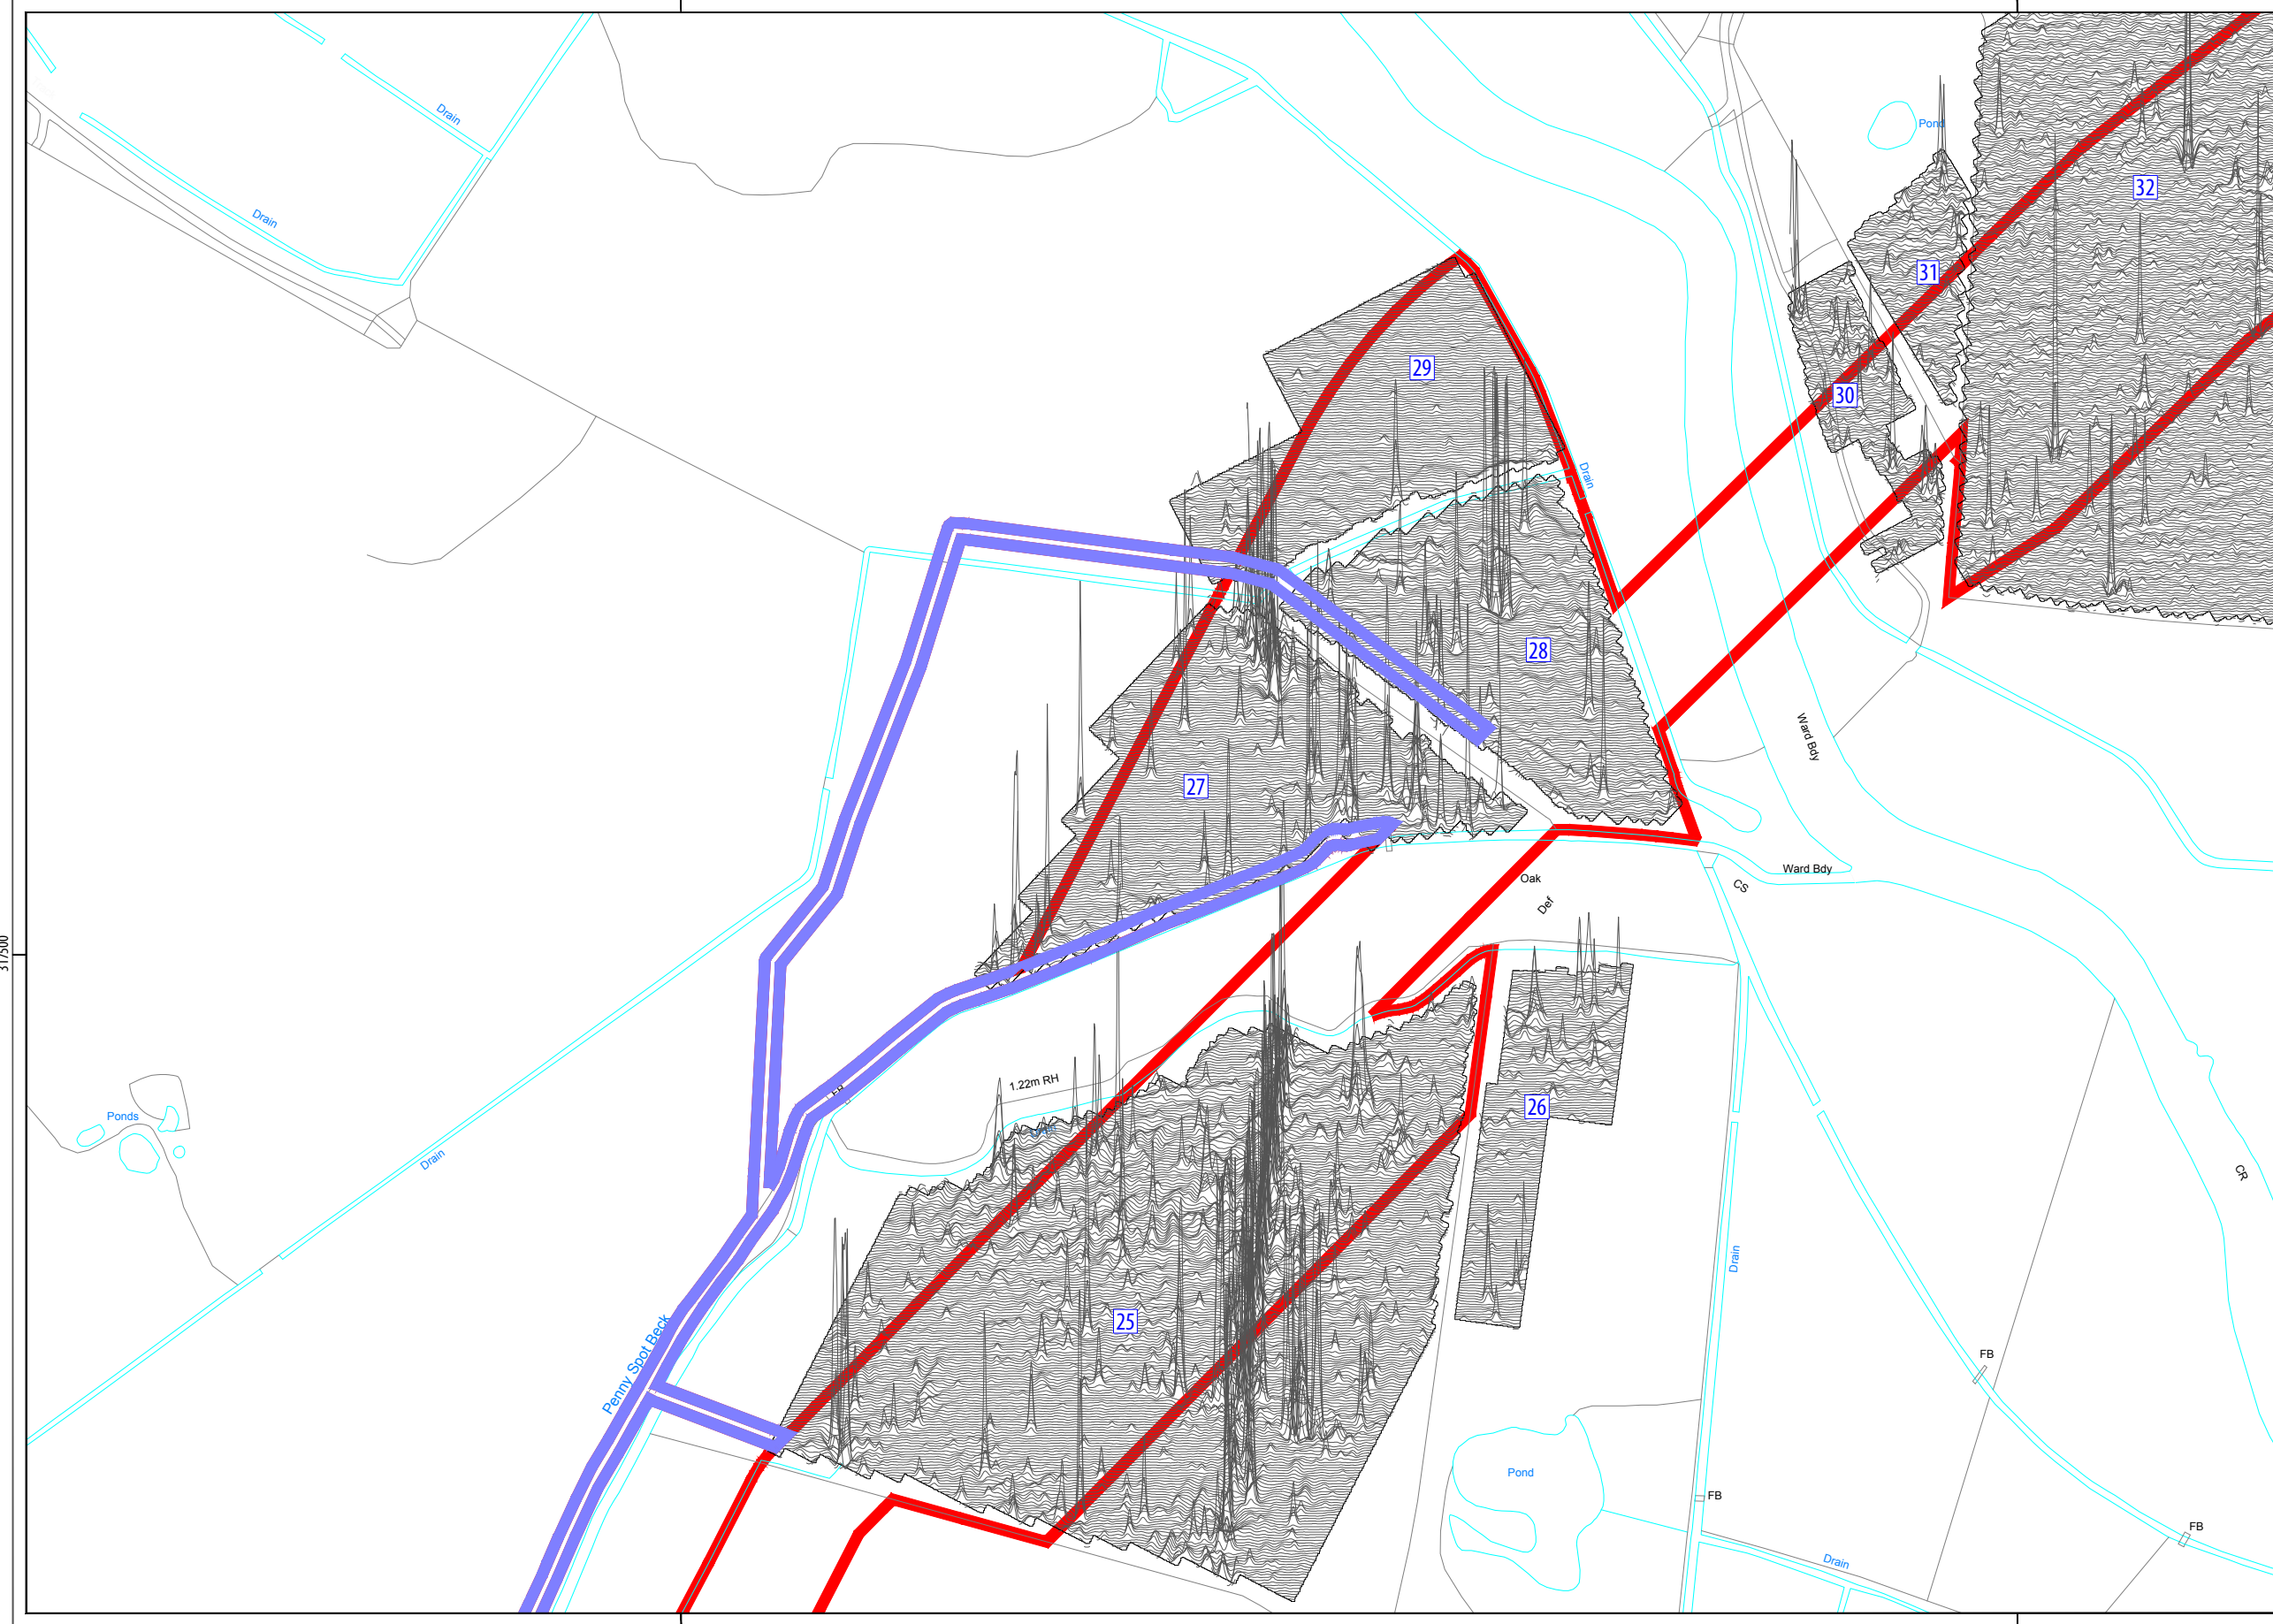 Drain
Pond
32
Drain
31
29
30
Drain
28
Ward Bdy
27
Ward Bdy
Oak
CS
Def
1.22m RH
26
Ponds
Drain
CR
Drain
25
Penny Spot Beck
FB
Pond
FB
FB
Drain